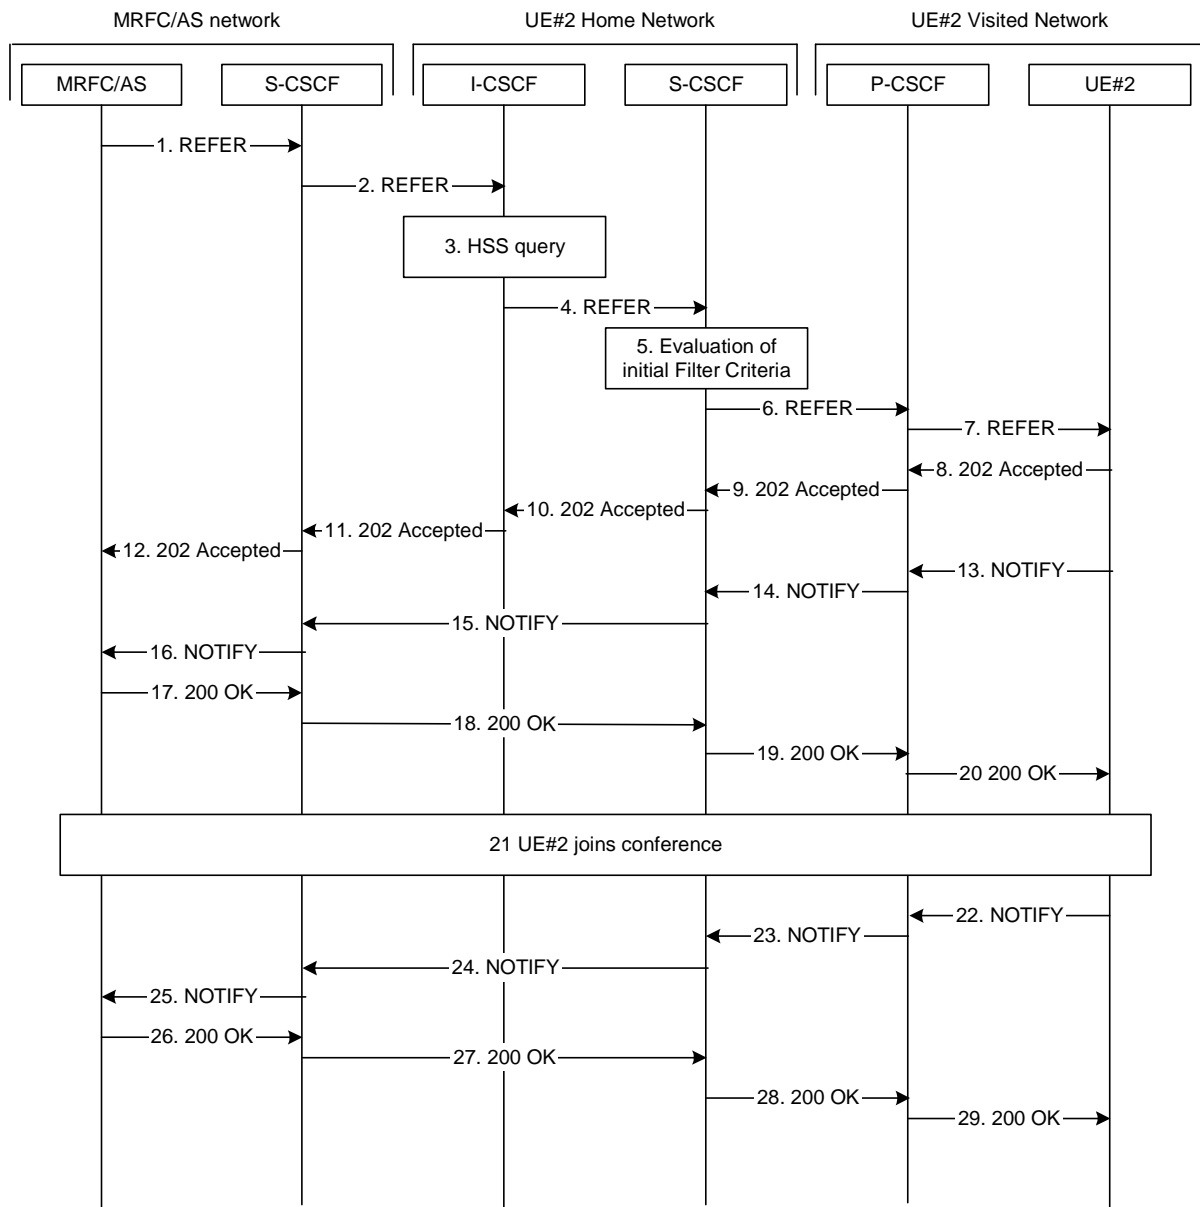 MRFC/AS network
UE#2 Home Network
UE#2 Visited Network
MRFC/AS
S-CSCF
I-CSCF
S-CSCF
P-CSCF
UE#2
1. REFER
2. REFER
3. HSS query
4. REFER
5. Evaluation of
initial Filter Criteria
6. REFER
7. REFER
8. 202 Accepted
9. 202 Accepted
10. 202 Accepted
11. 202 Accepted
12. 202 Accepted
13. NOTIFY
14. NOTIFY
15. NOTIFY
16. NOTIFY
17. 200 OK
18. 200 OK
19. 200 OK
20 200 OK
21 UE#2 joins conference
22. NOTIFY
23. NOTIFY
24. NOTIFY
25. NOTIFY
26. 200 OK
27. 200 OK
28. 200 OK
29. 200 OK